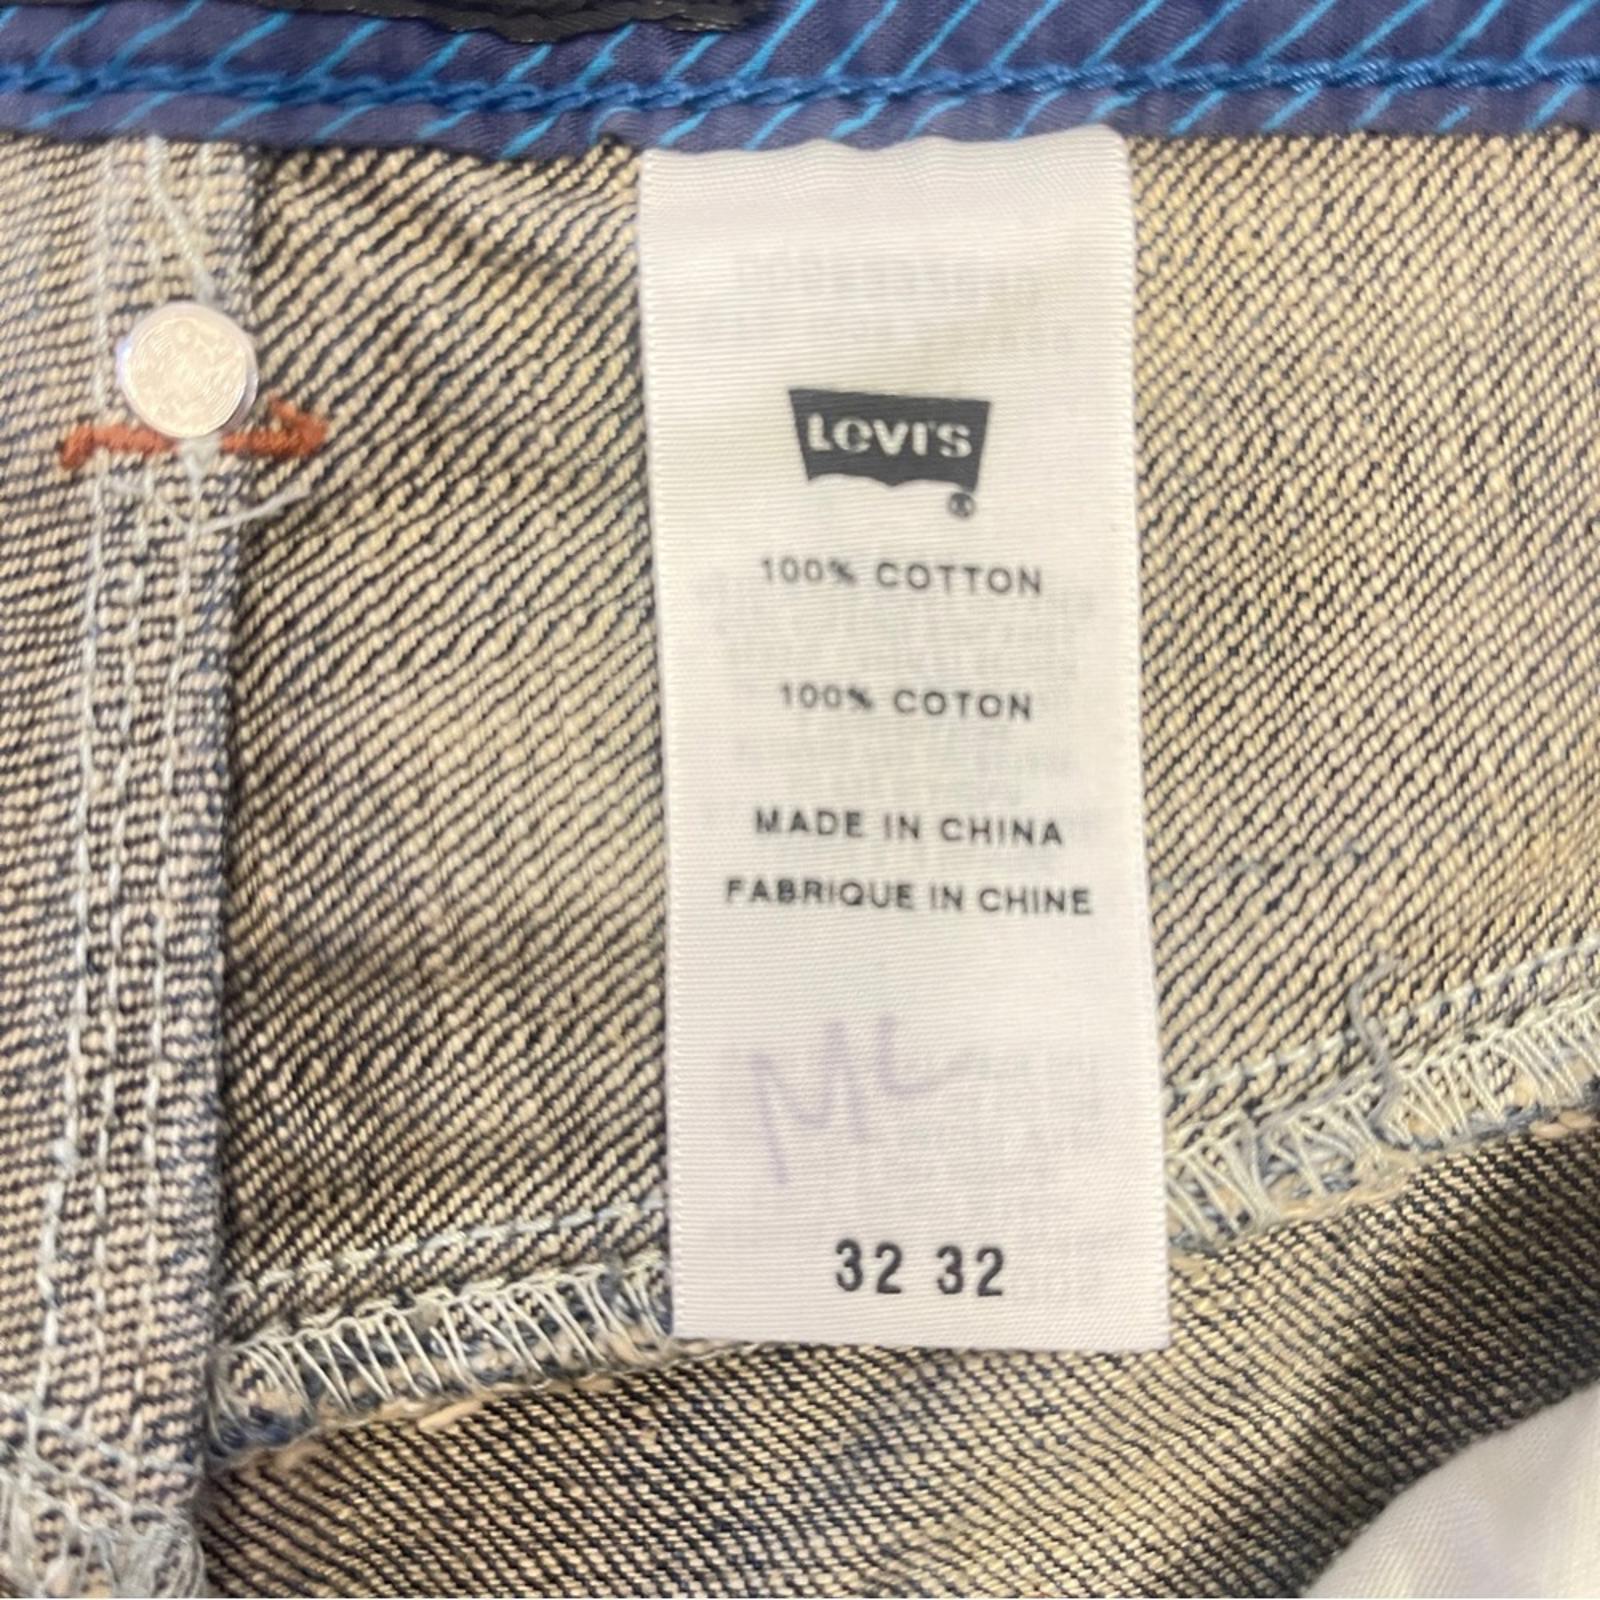 LEVI'S
®
100% COTTON
100% COTON
MADE IN CHINA
FABRIQUE IN CHINE
32 32